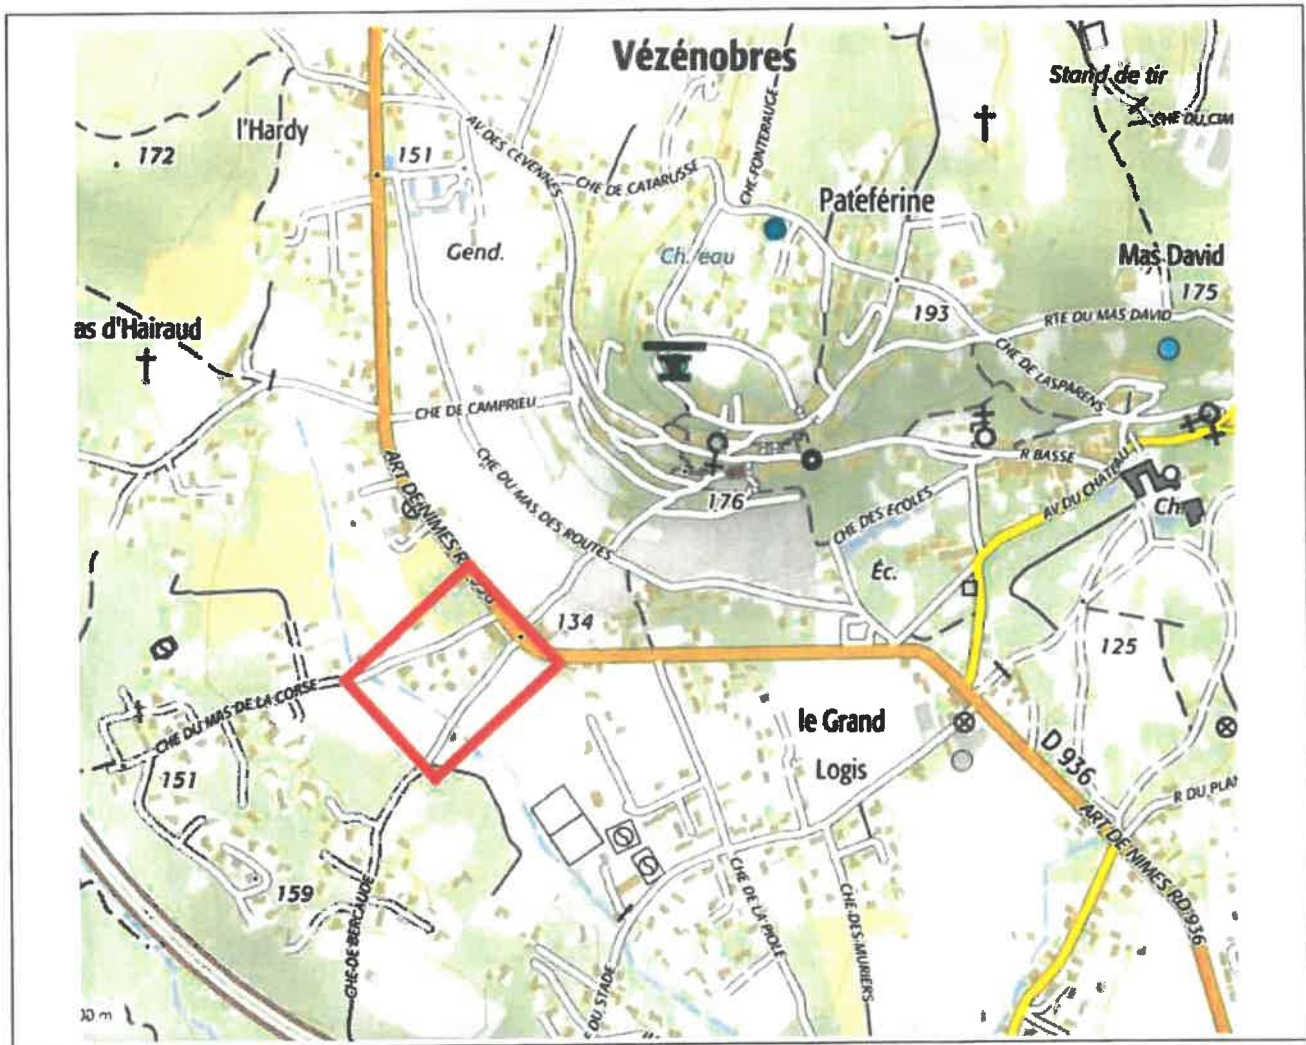 Vézénobres
Stand de tir
CHE DU CIM
l'Hardy
172
151
AV DES CEVENNES
CHE DE CATARUSSE
CHE-FONTERAUGE
Patéférine
Gend.
Mas David
175
193
RTE DU MAS DAVID
as d'Hairaud
CHE DE LASPARENS
CHE DE CAMPRIEU
R BASSE
ART DE NIMES
CHE DU MAS DES ROUTES
176
CHE DES ECOLES
AV DU CHATEAU
Ch.
Éc.
134
125
CHE DU MAS DE LA CORSE
151
le Grand
Logis
D 936
R DU PLAN
159
ART DE NIMES RD 936
CHE-DE BERCAUDE
CHE DE LA PIOLE
CHE-DES-MURIERS
E DU STADE